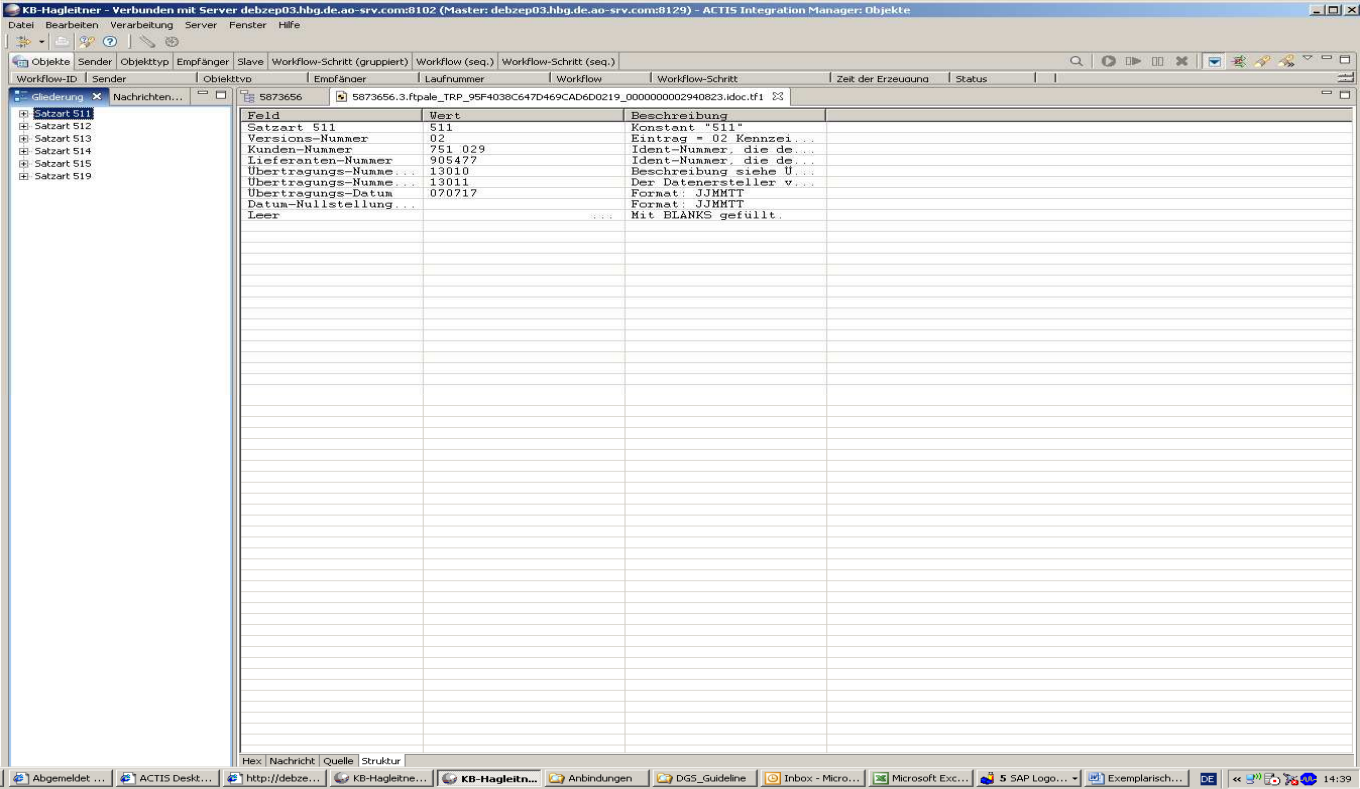 KB-Hagleitner - Verbunden mit Server debzep03.hbg.de.ao-srv.com:8102 (Master: debzep03.hbg.de.ao-srv.com:8129) - ACTIS Integration Manager: Objekte
Datei Bearbeiten Verarbeitung Server Fenster Hilfe
Objekte Sender Objekttyp Empfänger Slave Workflow-Schritt (gruppiert) Workflow (seq.) Workflow-Schritt (seq.)
Workflow-ID Sender Objekttyp Empfänger Laufnummer Workflow Workflow-Schritt Zeit der Erzeugung Status
Gliederung Nachrichten... 5873656 5873656.3.ftpale_TRP_95F4038C647D469CAD6D0219_0000000002940823.idoc.tf1
Satzart 511
Satzart 512
Satzart 513
Satzart 514
Satzart 515
Satzart 519
Feld Wert Beschreibung
Satzart 511 511 Konstant "511"
Versions-Nummer 02 Eintrag = 02 Kennzei...
Kunden-Nummer 751 029 Ident-Nummer, die de...
Lieferanten-Nummer 905477 Ident-Nummer, die de...
Übertragungs-Numme... 13010 Beschreibung siehe Ü...
Übertragungs-Numme... 13011 Der Datenersteller v...
Übertragungs-Datum 070717 Format: JJMMTT
Datum-Nullstellung... Format: JJMMTT
Leer ... Mit BLANKS gefüllt.
Hex Nachricht Quelle Struktur
Abgemeldet ... ACTIS Deskt... http://debze... KB-Hagleitne... KB-Hagleitn... Anbindungen DGS_Guideline Inbox - Micro... Microsoft Exc... 5 SAP Logo... Exemplarisch... DE « 14:39